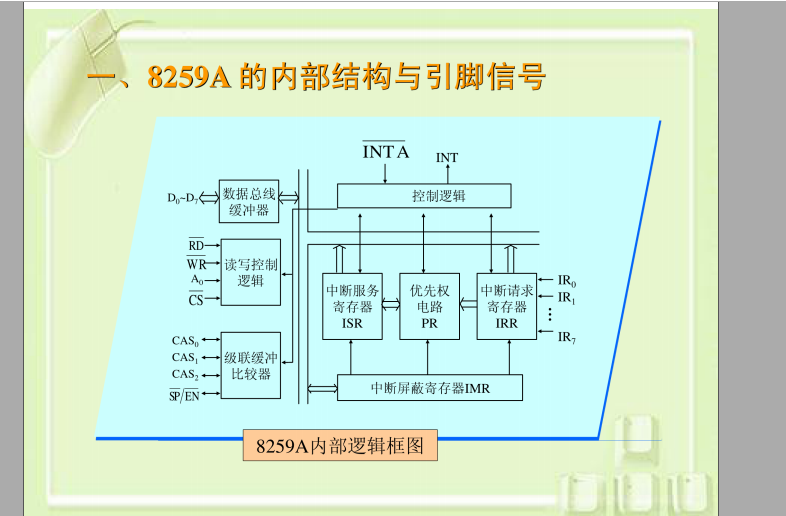 一、8259A 的内部结构与引脚信号
INTA INT
控制逻辑
D0~D7
数据总线
缓冲器
RD
WR
A0
CS
读写控制
逻辑
中断服务
寄存器
ISR
优先权
电路
PR
中断请求
寄存器
IRR
IR0
IR1
IR7
CAS0
CAS1
CAS2
SP/EN
级联缓冲
比较器
中断屏蔽寄存器IMR
8259A内部逻辑框图